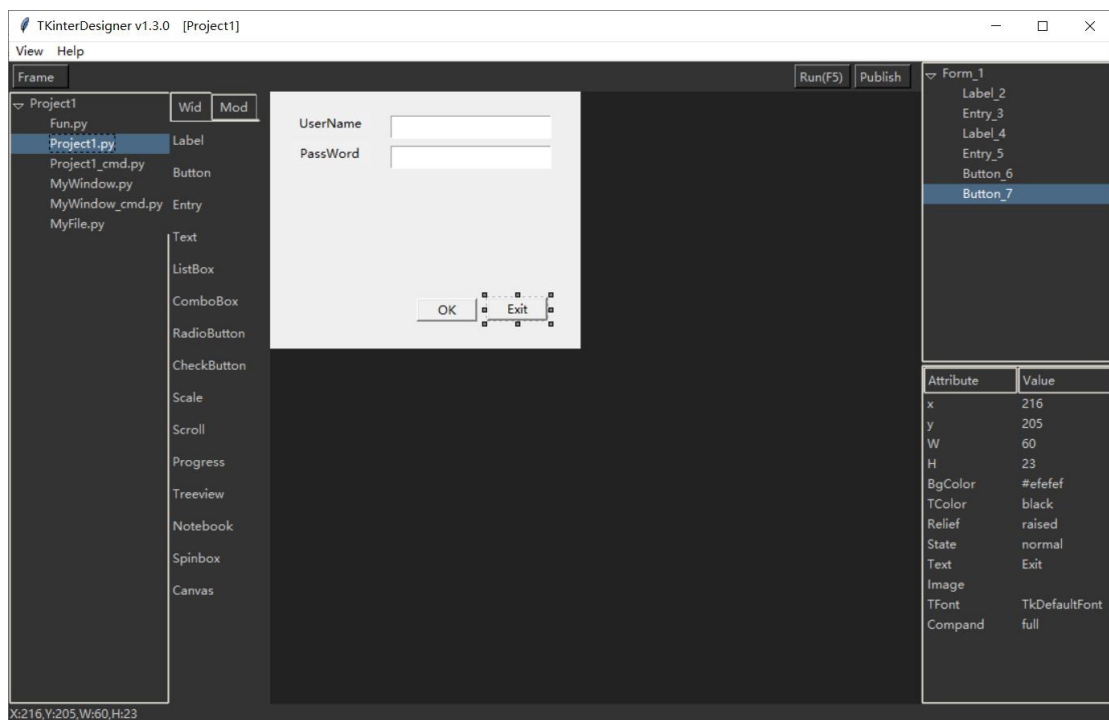 TKinterDesigner v1.3.0 [Project1]
View Help
Frame
Run(F5) Publish
Project1
Fun.py
Project1.py
Project1_cmd.py
MyWindow.py
MyWindow_cmd.py
MyFile.py
Wid Mod
Label
Button
Entry
Text
ListBox
ComboBox
RadioButton
CheckButton
Scale
Scroll
Progress
Treeview
Notebook
Spinbox
Canvas
UserName
PassWord
OK Exit
Form_1
Label_2
Entry_3
Label_4
Entry_5
Button_6
Button_7
Attribute Value
x 216
y 205
W 60
H 23
BgColor #efefef
TColor black
Relief raised
State normal
Text Exit
Image
TFont TkDefaultFont
Compand full
X:216,Y:205,W:60,H:23